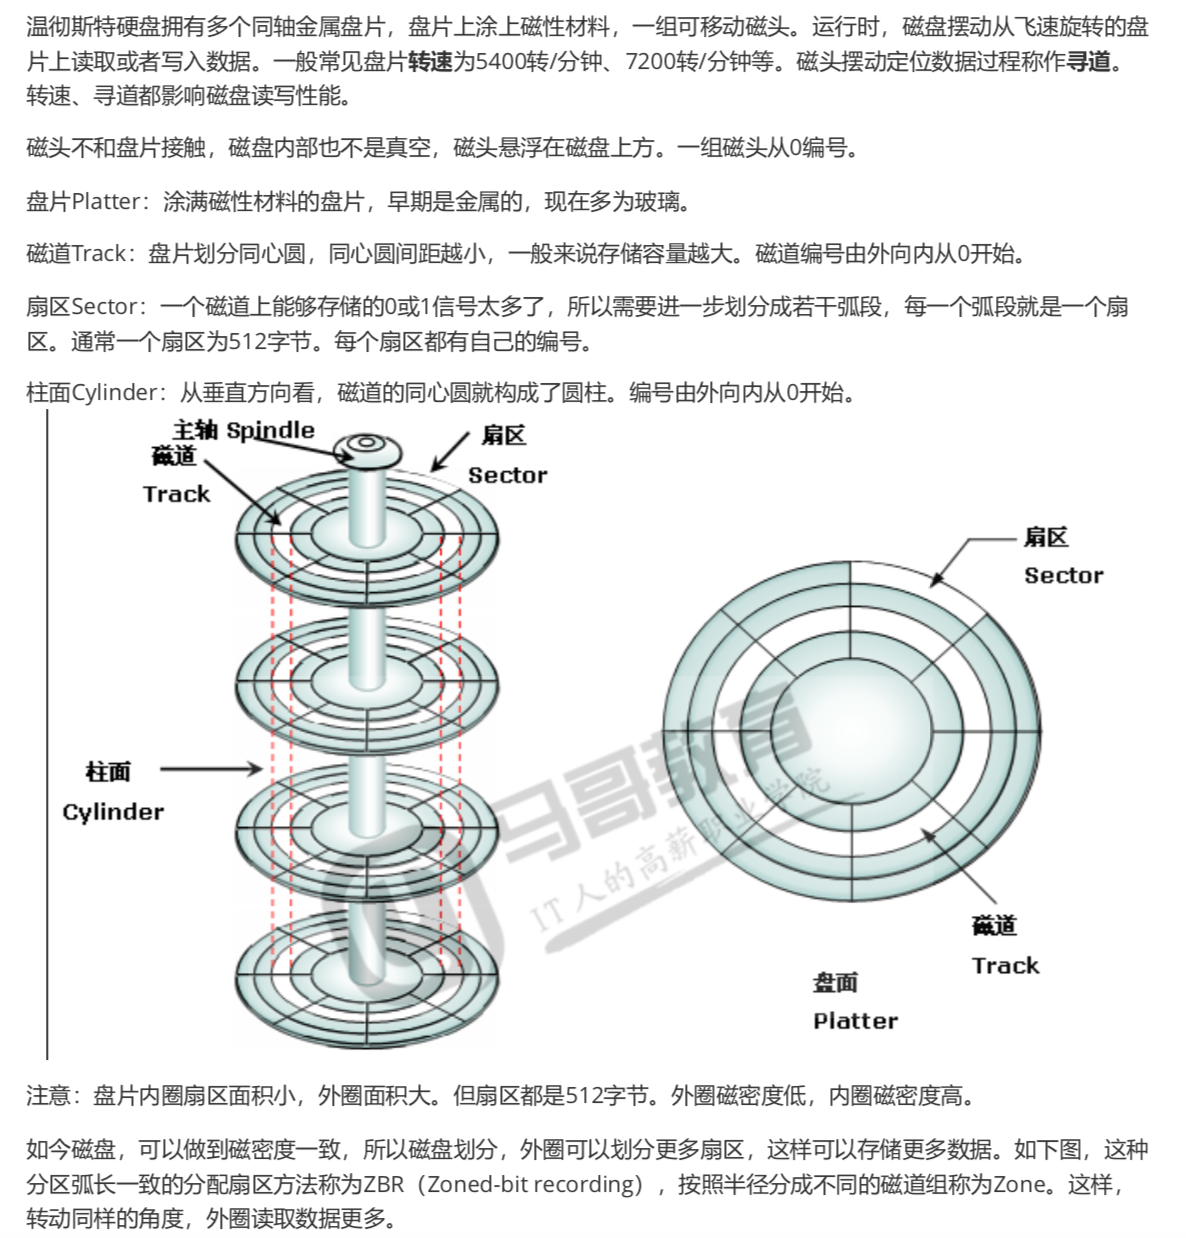 温彻斯特硬盘拥有多个同轴金属盘片，盘片上涂上磁性材料，一组可移动磁头。运行时，磁盘摆动从飞速旋转的盘
片上读取或者写入数据。一般常见盘片转速为5400转/分钟、7200转/分钟等。磁头摆动定位数据过程称作寻道。
转速、寻道都影响磁盘读写性能。
磁头不和盘片接触，磁盘内部也不是真空，磁头悬浮在磁盘上方。一组磁头从0编号。
盘片Platter：涂满磁性材料的盘片，早期是金属的，现在多为玻璃。
磁道Track：盘片划分同心圆，同心圆间距越小，一般来说存储容量越大。磁道编号由外向内从0开始。
扇区Sector：一个磁道上能够存储的0或1信号太多了，所以需要进一步划分成若干弧段，每一个弧段就是一个扇
区。通常一个扇区为512字节。每个扇区都有自己的编号。
柱面Cylinder：从垂直方向看，磁道的同心圆就构成了圆柱。编号由外向内从0开始。
主轴 Spindle
磁道
Track
扇区
Sector
柱面
Cylinder
扇区
Sector
磁道
Track
盘面
Platter
马哥教育
IT人的高薪职业学院
注意：盘片内圈扇区面积小，外圈面积大。但扇区都是512字节。外圈磁密度低，内圈磁密度高。
如今磁盘，可以做到磁密度一致，所以磁盘划分，外圈可以划分更多扇区，这样可以存储更多数据。如下图，这种
分区弧长一致的分配扇区方法称为ZBR（Zoned-bit recording），按照半径分成不同的磁道组称为Zone。这样，
转动同样的角度，外圈读取数据更多。